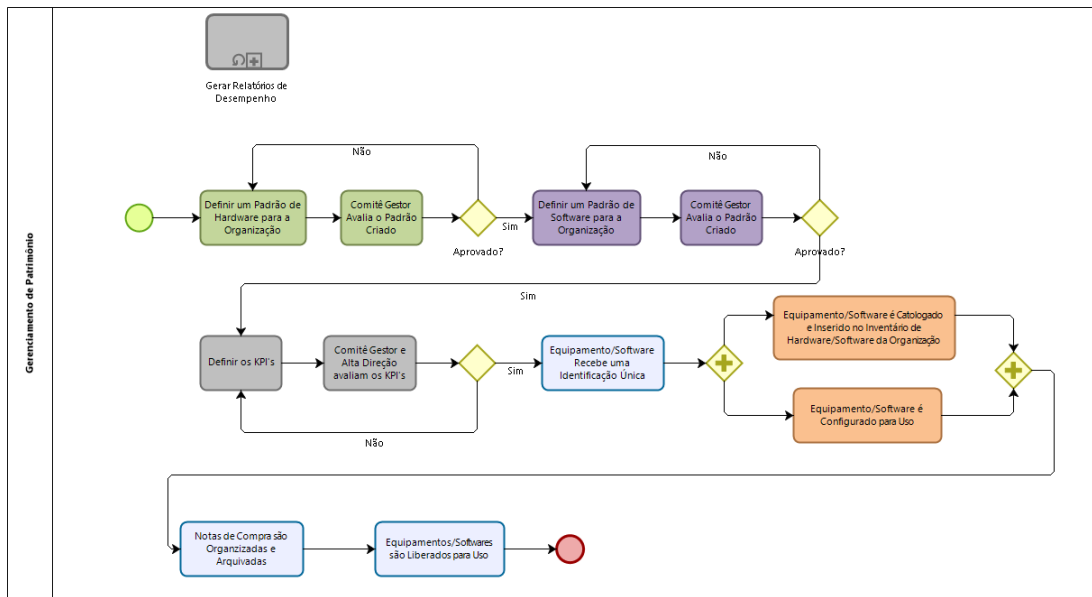 Gerenciamento de Patrimônio
Gerar Relatórios de
Desempenho
Não
Não
Definir um Padrão de
Hardware para a
Organização
Comitê Gestor
Avalia o Padrão
Criado
Aprovado?
Sim
Definir um Padrão de
Software para a
Organização
Comitê Gestor
Avalia o Padrão
Criado
Aprovado?
Sim
Definir os KPI's
Comitê Gestor e
Alta Direção
avaliam os KPI's
Não
Sim
Equipamento/Software
Recebe uma
Identificação Única
Equipamento/Software é Catologado
e Inserido no Inventário de
Hardware/Software da Organização
Equipamento/Software é
Configurado para Uso
Notas de Compra são
Organzizadas e
Arquivadas
Equipamentos/Softwares
são Liberados para Uso